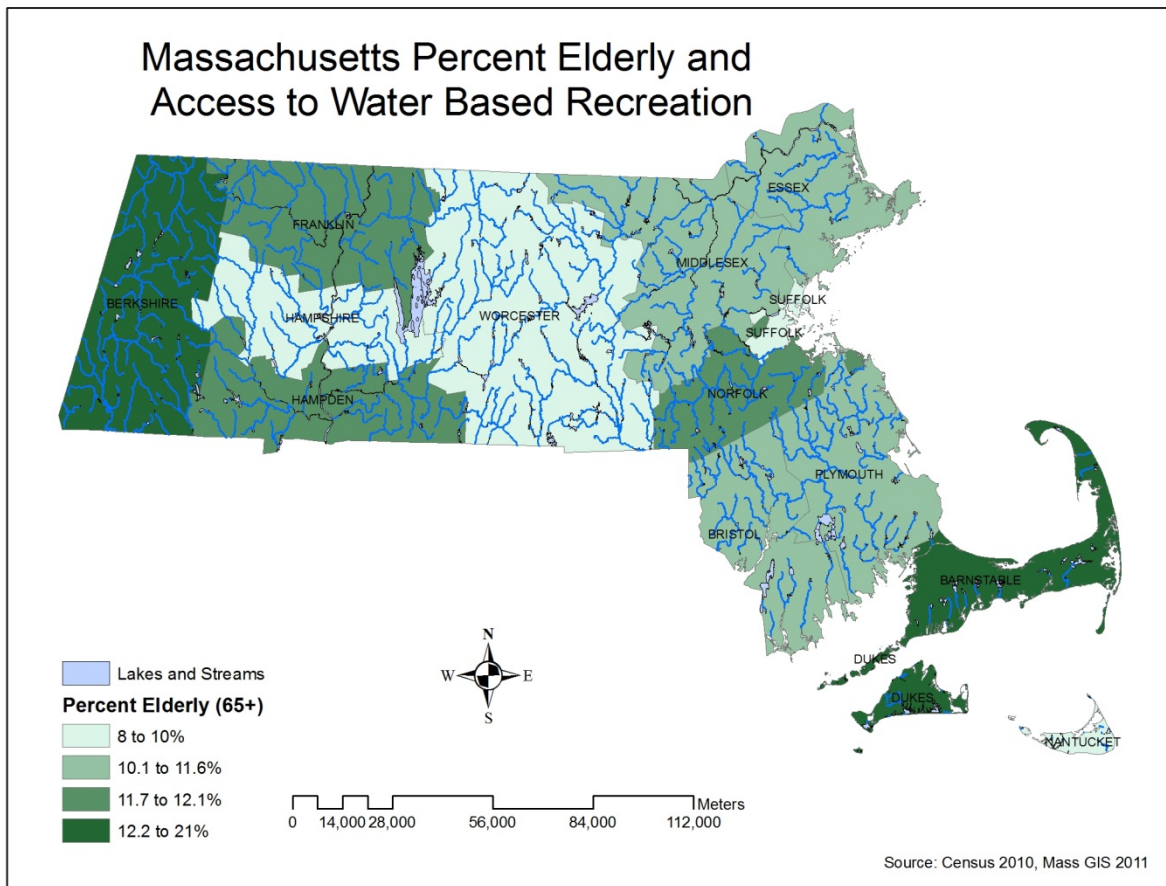 Massachusetts Percent Elderly and
Access to Water Based Recreation
ESSEX
FRANKLIN
MIDDLESEX
BERKSHIRE
HAMPSHIRE
WORCESTER
SUFFOLK
SUFFOLK
HAMPDEN
NORFOLK
PLYMOUTH
BRISTOL
BARNSTABLE
DUKES
DUKES
NANTUCKET
N
W E
S
Lakes and Streams
Percent Elderly (65+)
8 to 10%
10.1 to 11.6%
11.7 to 12.1%
12.2 to 21%
Meters
0 14,000 28,000 56,000 84,000 112,000
Source: Census 2010, Mass GIS 2011